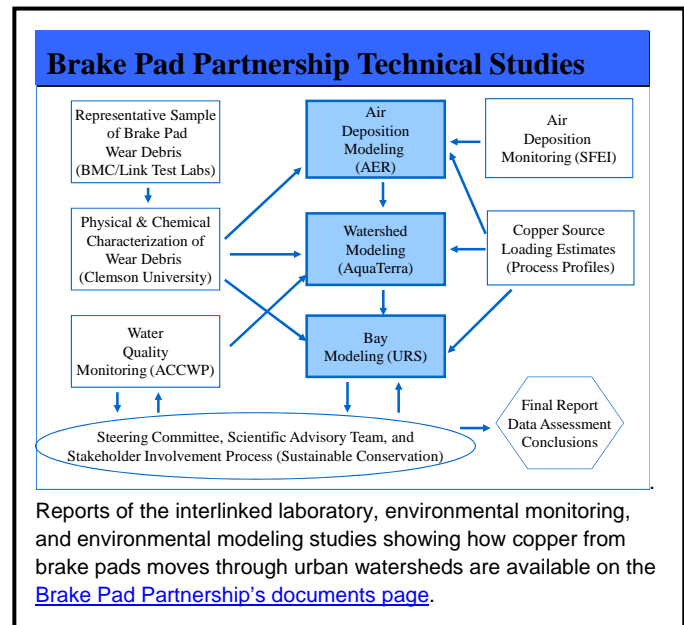 Brake Pad Partnership Technical Studies
Representative Sample
of Brake Pad
Wear Debris
(BMC/Link Test Labs)
Air
Deposition
Modeling
(AER)
Air
Deposition
Monitoring (SFEI)
Physical & Chemical
Characterization of
Wear Debris
(Clemson University)
Watershed
Modeling
(AquaTerra)
Copper Source
Loading Estimates
(Process Profiles)
Water
Quality
Monitoring (ACCWP)
Bay
Modeling (URS)
Steering Committee, Scientific Advisory Team, and
Stakeholder Involvement Process (Sustainable Conservation)
Final Report
Data Assessment
Conclusions
.
Reports of the interlinked laboratory, environmental monitoring,
and environmental modeling studies showing how copper from
brake pads moves through urban watersheds are available on the
Brake Pad Partnership’s documents page.